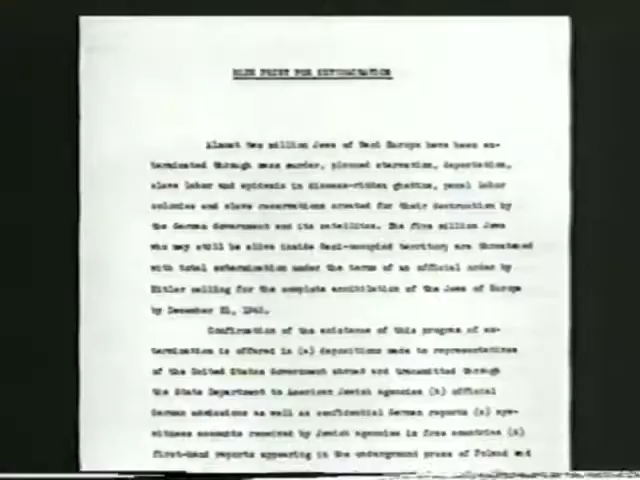 BLUE PRINT FOR EXTERMINATION
Almost two million Jews of Nazi Europe have been ex-
terminated through mass murder, planned starvation, deportation,
slave labor and epidemic in disease-ridden ghettos, penal labor
colonies and slave reservations created for their destruction by
the German Government and its satellites. The five million Jews
who may still be alive inside Nazi-occupied territory are threatened
with total extermination under the terms of an official order by
Hitler calling for the complete annihilation of the Jews of Europe
by December 31, 1942.
Confirmation of the existence of this program of ex-
termination is offered in (a) depositions made to representatives
of the United States Government abroad and transmitted through
the State Department to American Jewish agencies (b) official
German admissions as well as confidential German reports (c) eye-
witness accounts received by Jewish agencies in free countries (d)
first-hand reports appearing in the underground press of Poland and